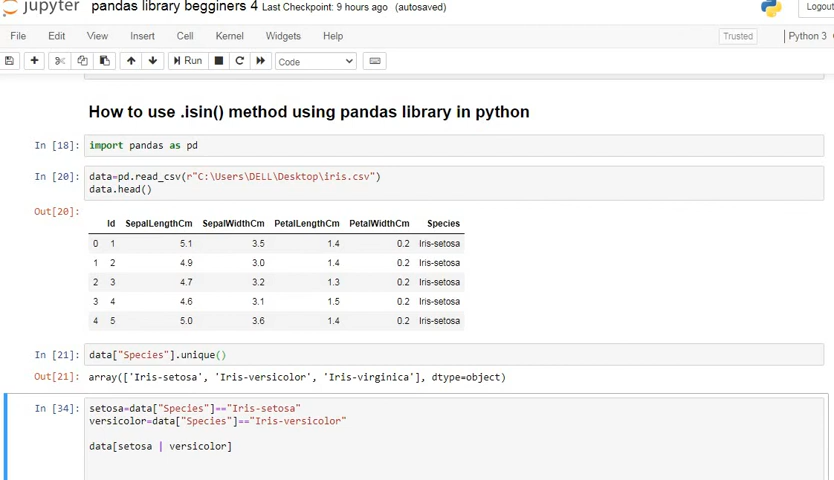 jupyter pandas library begginers 4 Last Checkpoint: 9 hours ago (autosaved) Logout
File Edit View Insert Cell Kernel Widgets Help Trusted Python 3
Run Code
How to use .isin() method using pandas library in python
In [18]: import pandas as pd
In [20]: data=pd.read_csv(r"C:\Users\DELL\Desktop\iris.csv")
data.head()
Out[20]:
Id SepalLengthCm SepalWidthCm PetalLengthCm PetalWidthCm Species
0 1 5.1 3.5 1.4 0.2 Iris-setosa
1 2 4.9 3.0 1.4 0.2 Iris-setosa
2 3 4.7 3.2 1.3 0.2 Iris-setosa
3 4 4.6 3.1 1.5 0.2 Iris-setosa
4 5 5.0 3.6 1.4 0.2 Iris-setosa
In [21]: data["Species"].unique()
Out[21]: array(['Iris-setosa', 'Iris-versicolor', 'Iris-virginica'], dtype=object)
In [34]: setosa=data["Species"]=="Iris-setosa"
versicolor=data["Species"]=="Iris-versicolor"
data[setosa | versicolor]